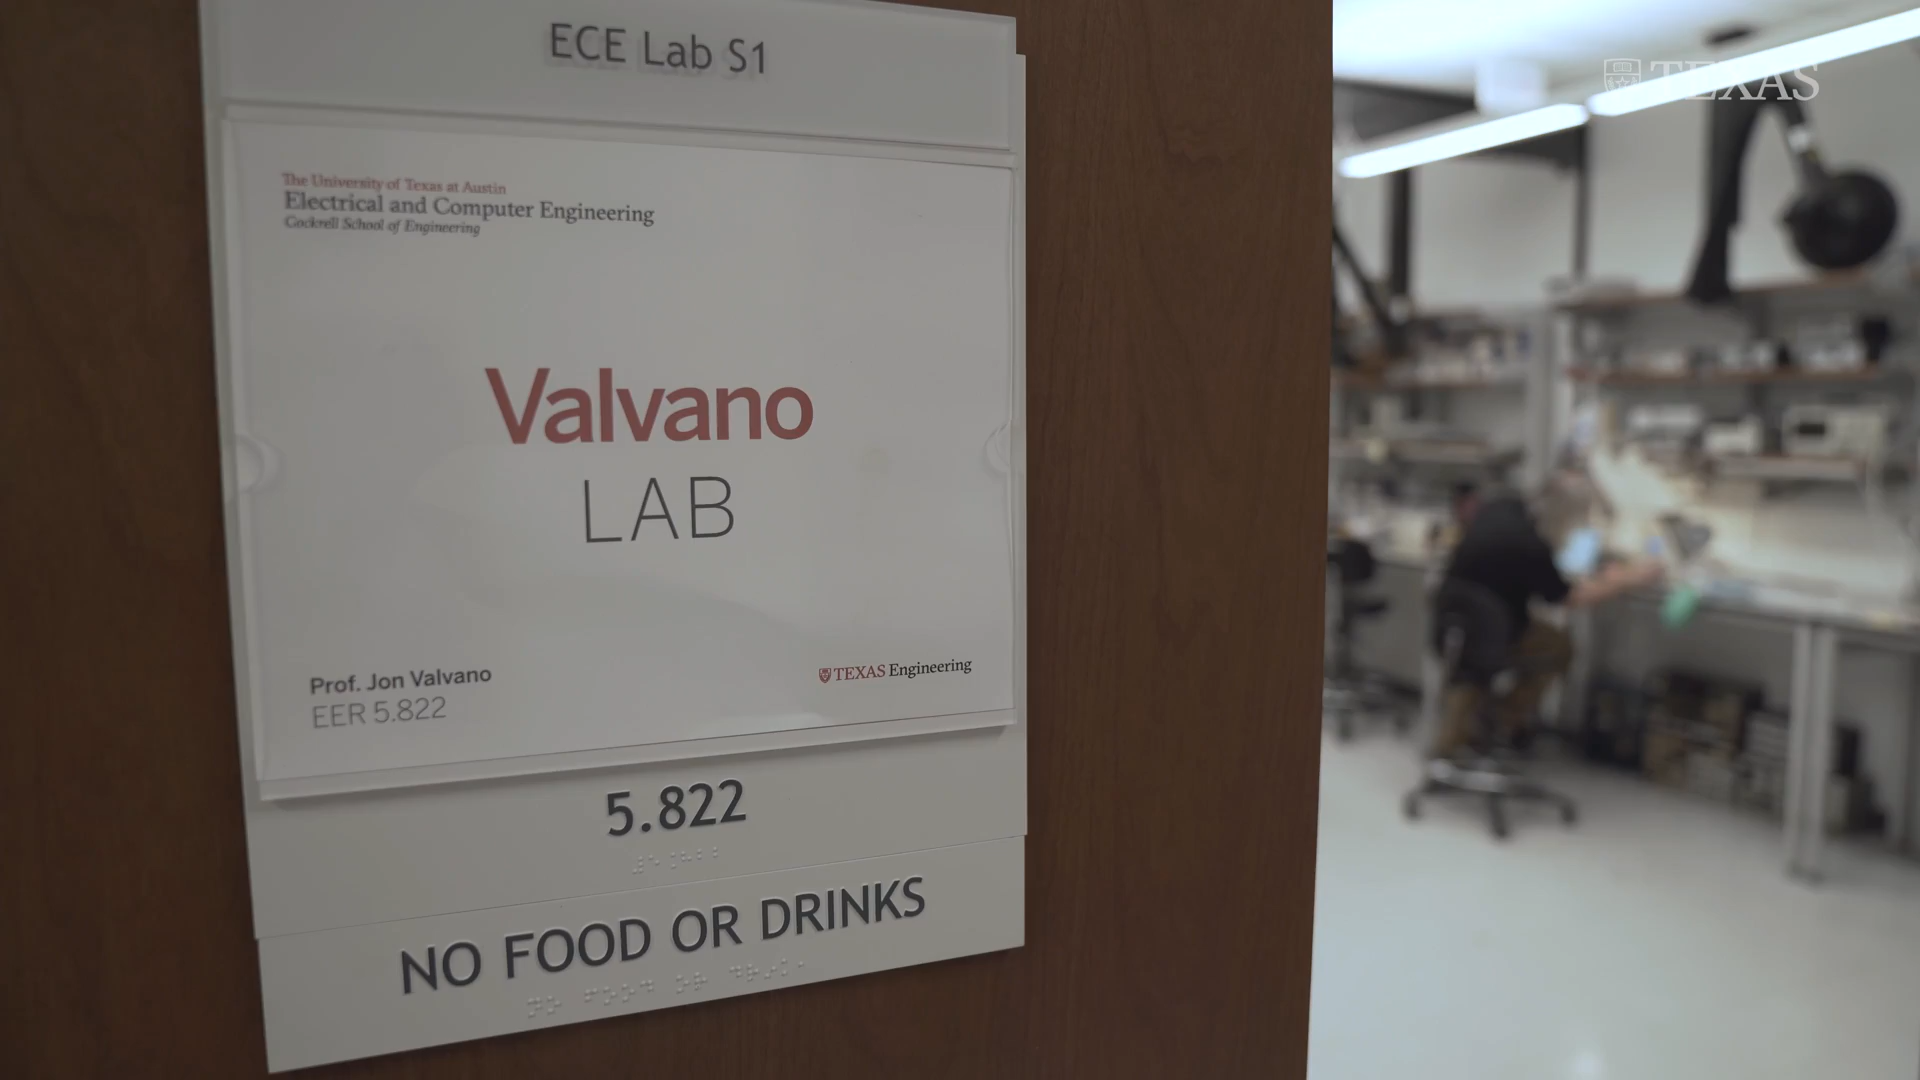 ECE Lab S1
The University of Texas at Austin
Electrical and Computer Engineering
Cockrell School of Engineering
Valvano
LAB
Prof. Jon Valvano
EER 5.822
TEXAS Engineering
5.822
NO FOOD OR DRINKS
TEXAS